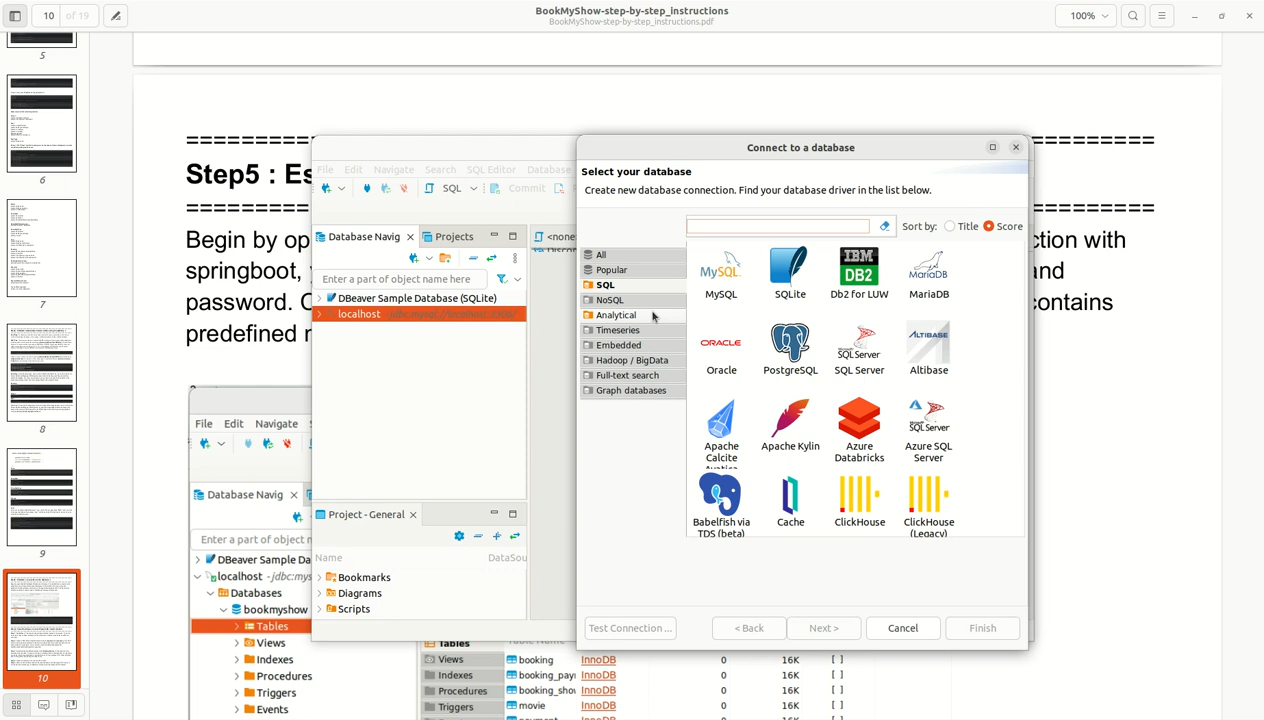 10 of 19
BookMyShow-step-by-step_instructions
BookMyShow-step-by-step_instructions.pdf
100%
5
6
7
8
9
10
Step5 : Es
Begin by op
ction with
springboot,
and
password. C
contains
predefined
File Edit Navigate
Database Navig
Enter a part of object n
DBeaver Sample Da
localhost - jdbc:mys
Databases
bookmyshow
Tables
Views
Indexes
Procedures
Triggers
Events
File Edit Navigate Search SQL Editor Database
SQL Commit
Database Navig Projects
<none
Enter a part of object name here
DBeaver Sample Database (SQLite)
localhost - jdbc:mysql://localhost:3306/
Project - General
Name DataSou
Bookmarks
Diagrams
Scripts
Connect to a database
Select your database
Create new database connection. Find your database driver in the list below.
Sort by: Title Score
All
Popular
SQL
NoSQL
Analytical
Timeseries
Embedded
Hadoop / BigData
Full-text search
Graph databases
MySQL SQLite Db2 for LUW MariaDB
Oracle PostgreSQL SQL Server Altibase
Apache Calcite Apache Kylin Azure Databricks Azure SQL Server
Babelfish via TDS (beta) Cache ClickHouse ClickHouse (Legacy)
Test Connection ... < Back Next > Cancel Finish
Tables
Views booking InnoDB 0 16K [ ]
Indexes booking_payı InnoDB 0 16K [ ]
Procedures booking_shov InnoDB 0 16K [ ]
Triggers movie InnoDB 0 16K [ ]